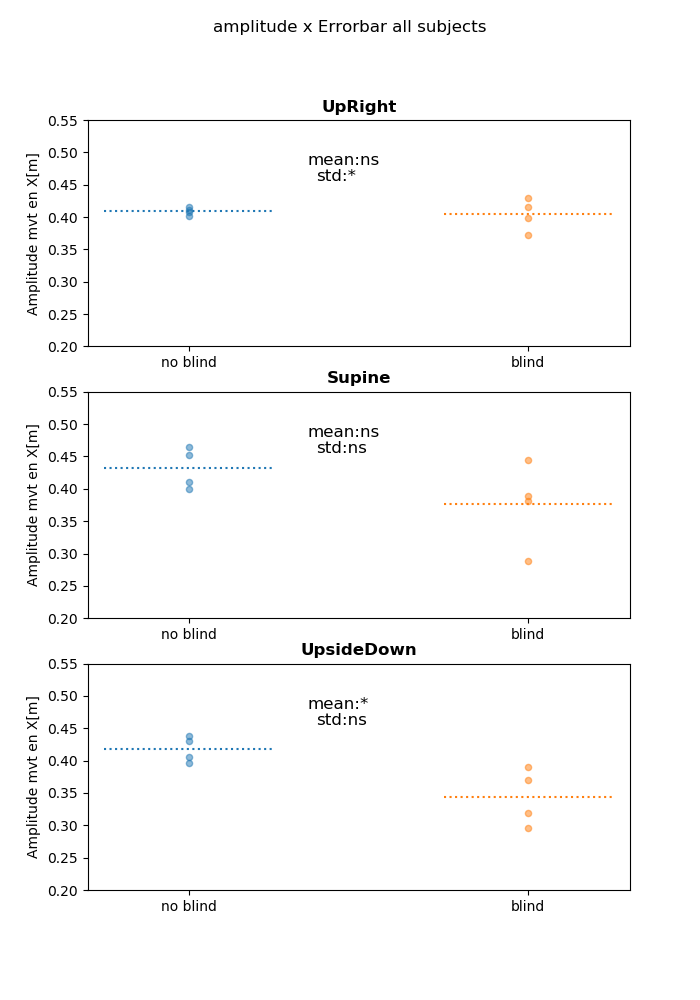 amplitude x Errorbar all subjects
UpRight
Amplitude mvt en X[m]
0.55
0.50
0.45
0.40
0.35
0.30
0.25
0.20
mean:ns
std:*
no blind
blind
Supine
Amplitude mvt en X[m]
0.55
0.50
0.45
0.40
0.35
0.30
0.25
0.20
mean:ns
std:ns
no blind
blind
UpsideDown
Amplitude mvt en X[m]
0.55
0.50
0.45
0.40
0.35
0.30
0.25
0.20
mean:*
std:ns
no blind
blind